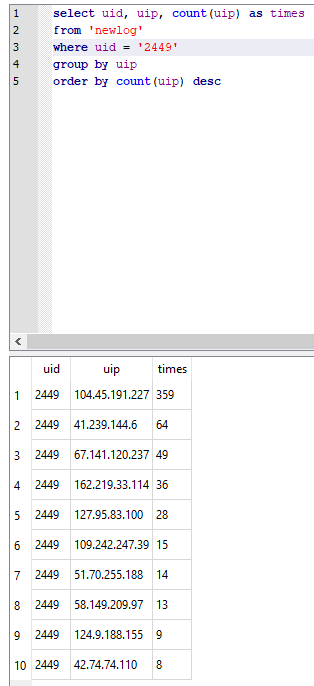 1 select uid, uip, count(uip) as times
2 from 'newlog'
3 where uid = '2449'
4 group by uip
5 order by count(uip) desc
uid uip times
1 2449 104.45.191.227 359
2 2449 41.239.144.6 64
3 2449 67.141.120.237 49
4 2449 162.219.33.114 36
5 2449 127.95.83.100 28
6 2449 109.242.247.39 15
7 2449 51.70.255.188 14
8 2449 58.149.209.97 13
9 2449 124.9.188.155 9
10 2449 42.74.74.110 8